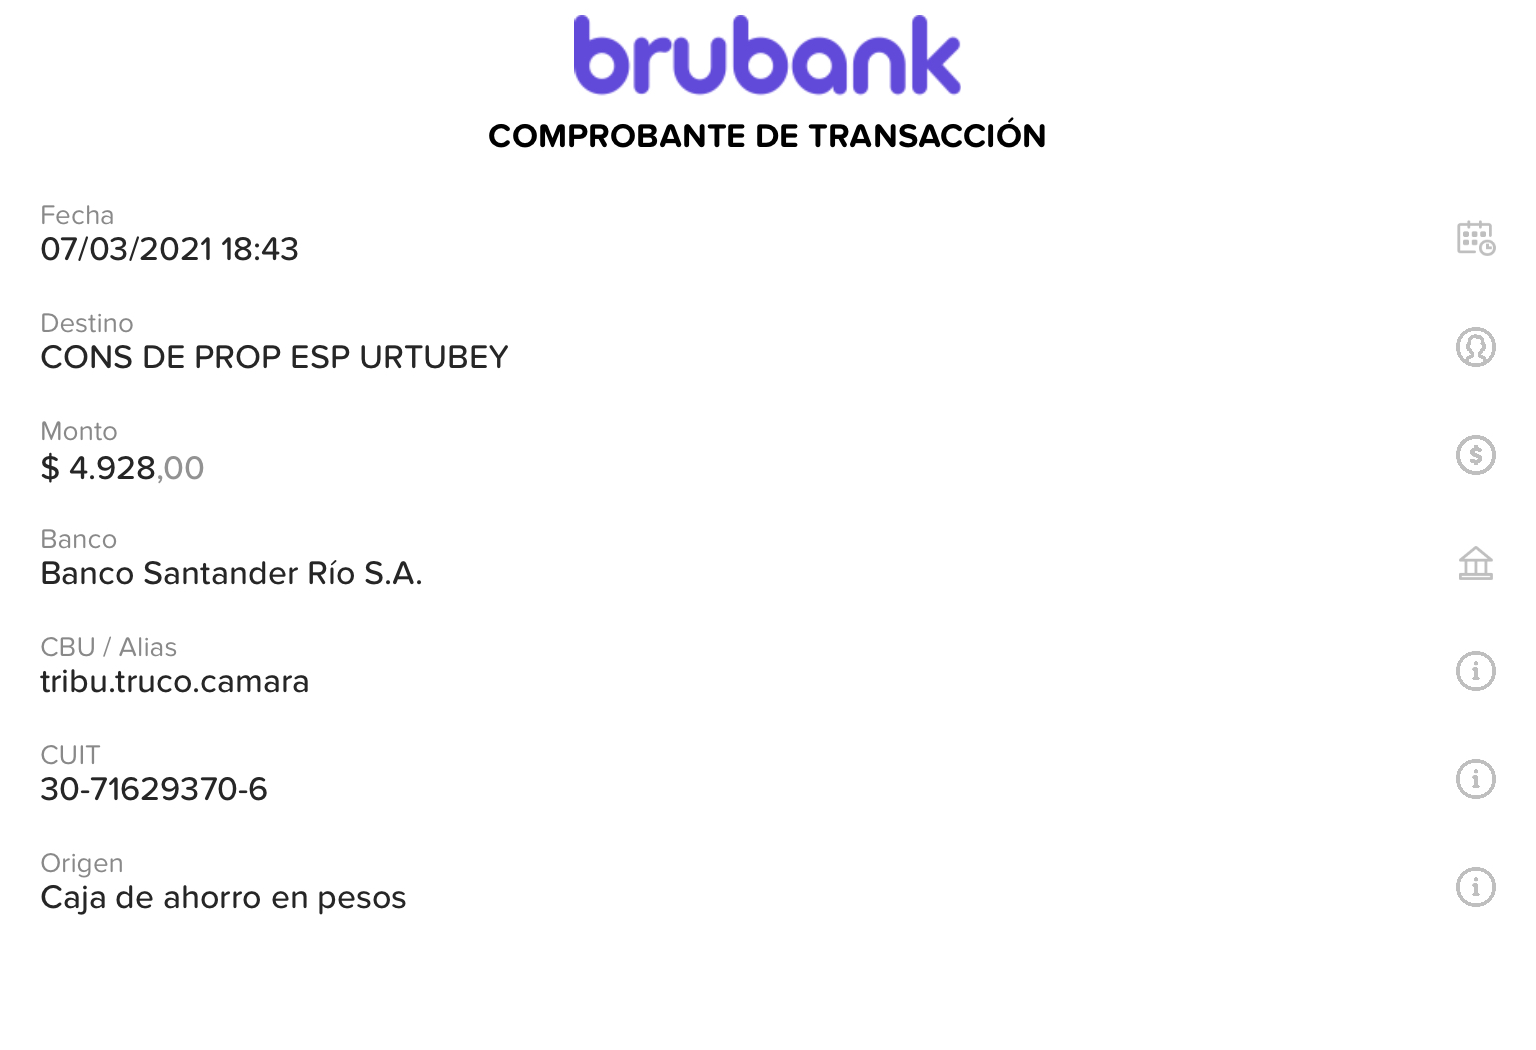 brubank
COMPROBANTE DE TRANSACCIÓN
Fecha
07/03/2021 18:43
Destino
CONS DE PROP ESP URTUBEY
Monto
$ 4.928,00
Banco
Banco Santander Río S.A.
CBU / Alias
tribu.truco.camara
CUIT
30-71629370-6
Origen
Caja de ahorro en pesos